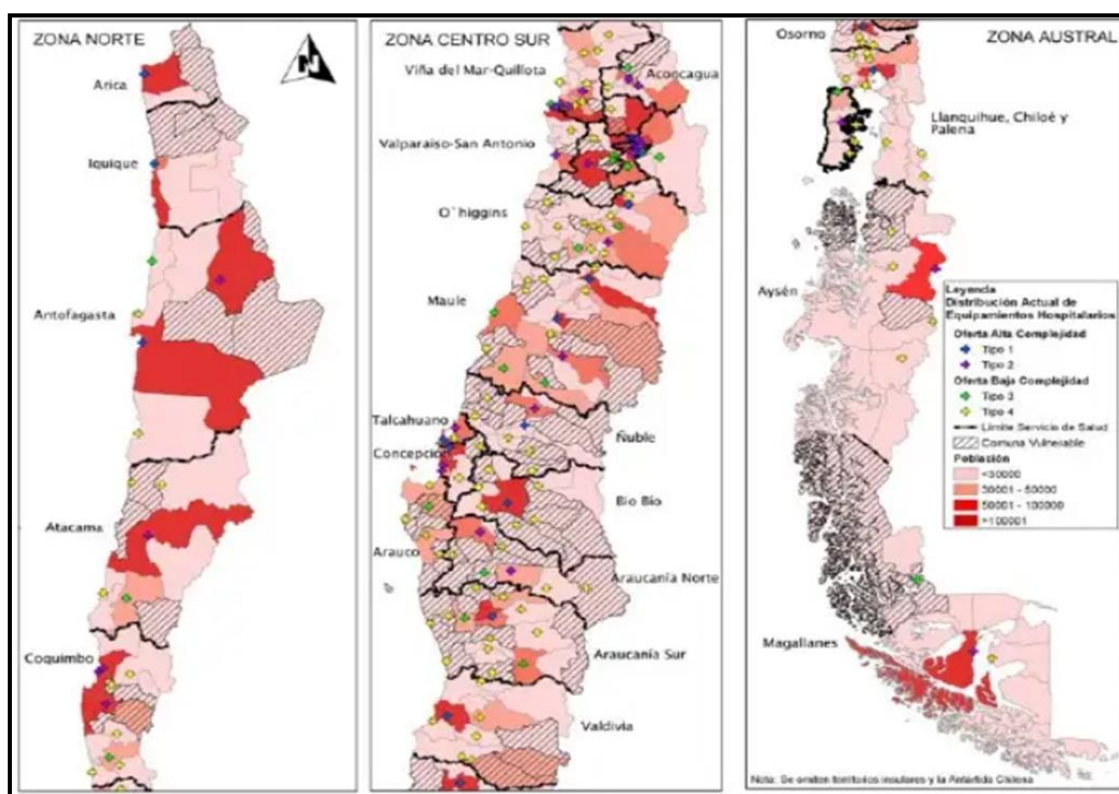 ZONA NORTE
N
Arica
Iquique
Antofagasta
Atacama
Coquimbo
ZONA CENTRO SUR
Viña del Mar-Quillota
Aconcagua
Valparaiso-San Antonio
O`higgins
Maule
Talcahuano
Concepcion
Ñuble
Bio Bio
Arauco
Araucanía Norte
Araucanía Sur
Valdivia
Osorno
ZONA AUSTRAL
Llanquihue, Chiloé y
Palena
Aysén
Magallanes
Leyenda
Distribución Actual de
Equipamientos Hospitalarios
Oferta Alta Complejidad
Tipo 1
Tipo 2
Oferta Baja Complejidad
Tipo 3
Tipo 4
Límite Servicio de Salud
Comuna Vulnerable
Población
<30000
30001 - 50000
50001 - 100000
>100001
Nota: Se omiten territorios insulares y la Antártida Chilena